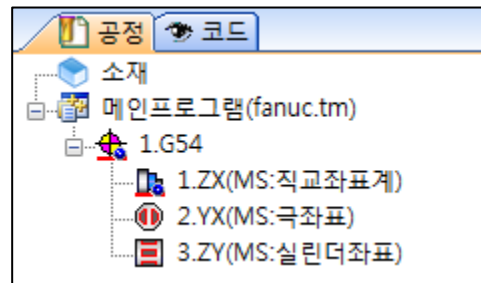 공정 코드
소재
메인프로그램(fanuc.tm)
1.G54
1.ZX(MS:직교좌표계)
2.YX(MS:극좌표)
3.ZY(MS:실린더좌표)